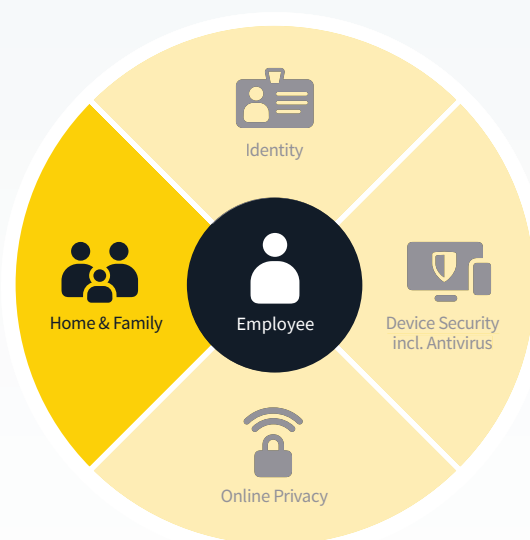 Identity
Home & Family
Employee
Device Security
incl. Antivirus
Online Privacy